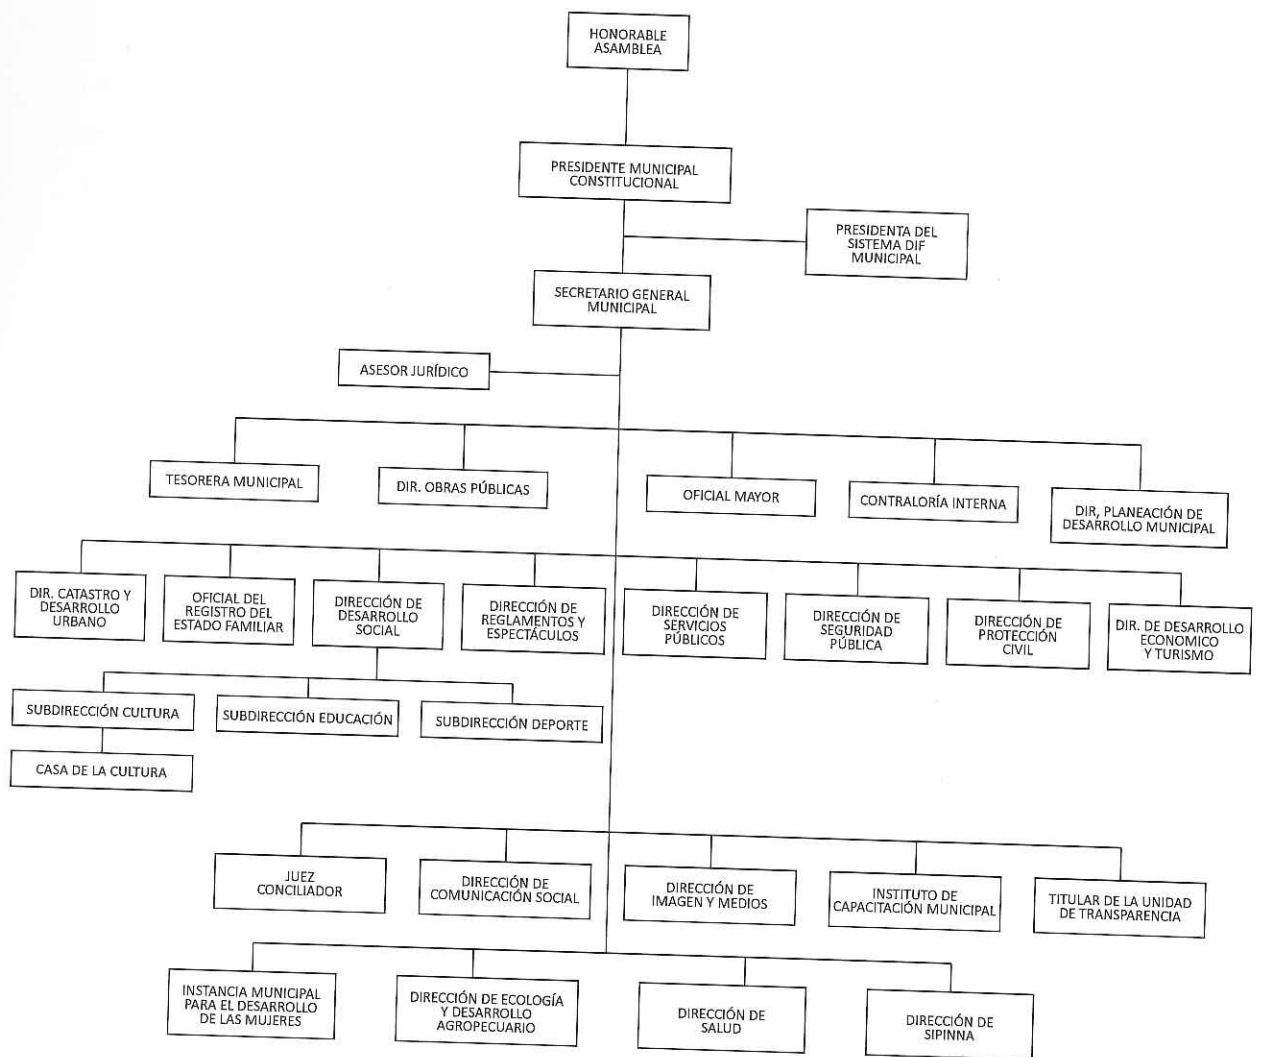 HONORABLE
ASAMBLEA
PRESIDENTE MUNICIPAL
CONSTITUCIONAL
PRESIDENTA DEL
SISTEMA DIF
MUNICIPAL
SECRETARIO GENERAL
MUNICIPAL
ASESOR JURÍDICO
TESORERA MUNICIPAL
DIR. OBRAS PÚBLICAS
OFICIAL MAYOR
CONTRALORÍA INTERNA
DIR, PLANEACIÓN DE
DESARROLLO MUNICIPAL
DIR. CATASTRO Y
DESARROLLO
URBANO
OFICIAL DEL
REGISTRO DEL
ESTADO FAMILIAR
DIRECCIÓN DE
DESARROLLO
SOCIAL
DIRECCIÓN DE
REGLAMENTOS Y
ESPECTÁCULOS
DIRECCIÓN DE
SERVICIOS
PÚBLICOS
DIRECCIÓN DE
SEGURIDAD
PÚBLICA
DIRECCIÓN DE
PROTECCIÓN
CIVIL
DIR. DE DESARROLLO
ECONOMICO
Y TURISMO
SUBDIRECCIÓN CULTURA
SUBDIRECCIÓN EDUCACIÓN
SUBDIRECCIÓN DEPORTE
CASA DE LA CULTURA
JUEZ
CONCILIADOR
DIRECCIÓN DE
COMUNICACIÓN SOCIAL
DIRECCIÓN DE
IMAGEN Y MEDIOS
INSTITUTO DE
CAPACITACIÓN MUNICIPAL
TITULAR DE LA UNIDAD
DE TRANSPARENCIA
INSTANCIA MUNICIPAL
PARA EL DESARROLLO
DE LAS MUJERES
DIRECCIÓN DE ECOLOGÍA
Y DESARROLLO
AGROPECUARIO
DIRECCIÓN DE
SALUD
DIRECCIÓN DE
SIPINNA